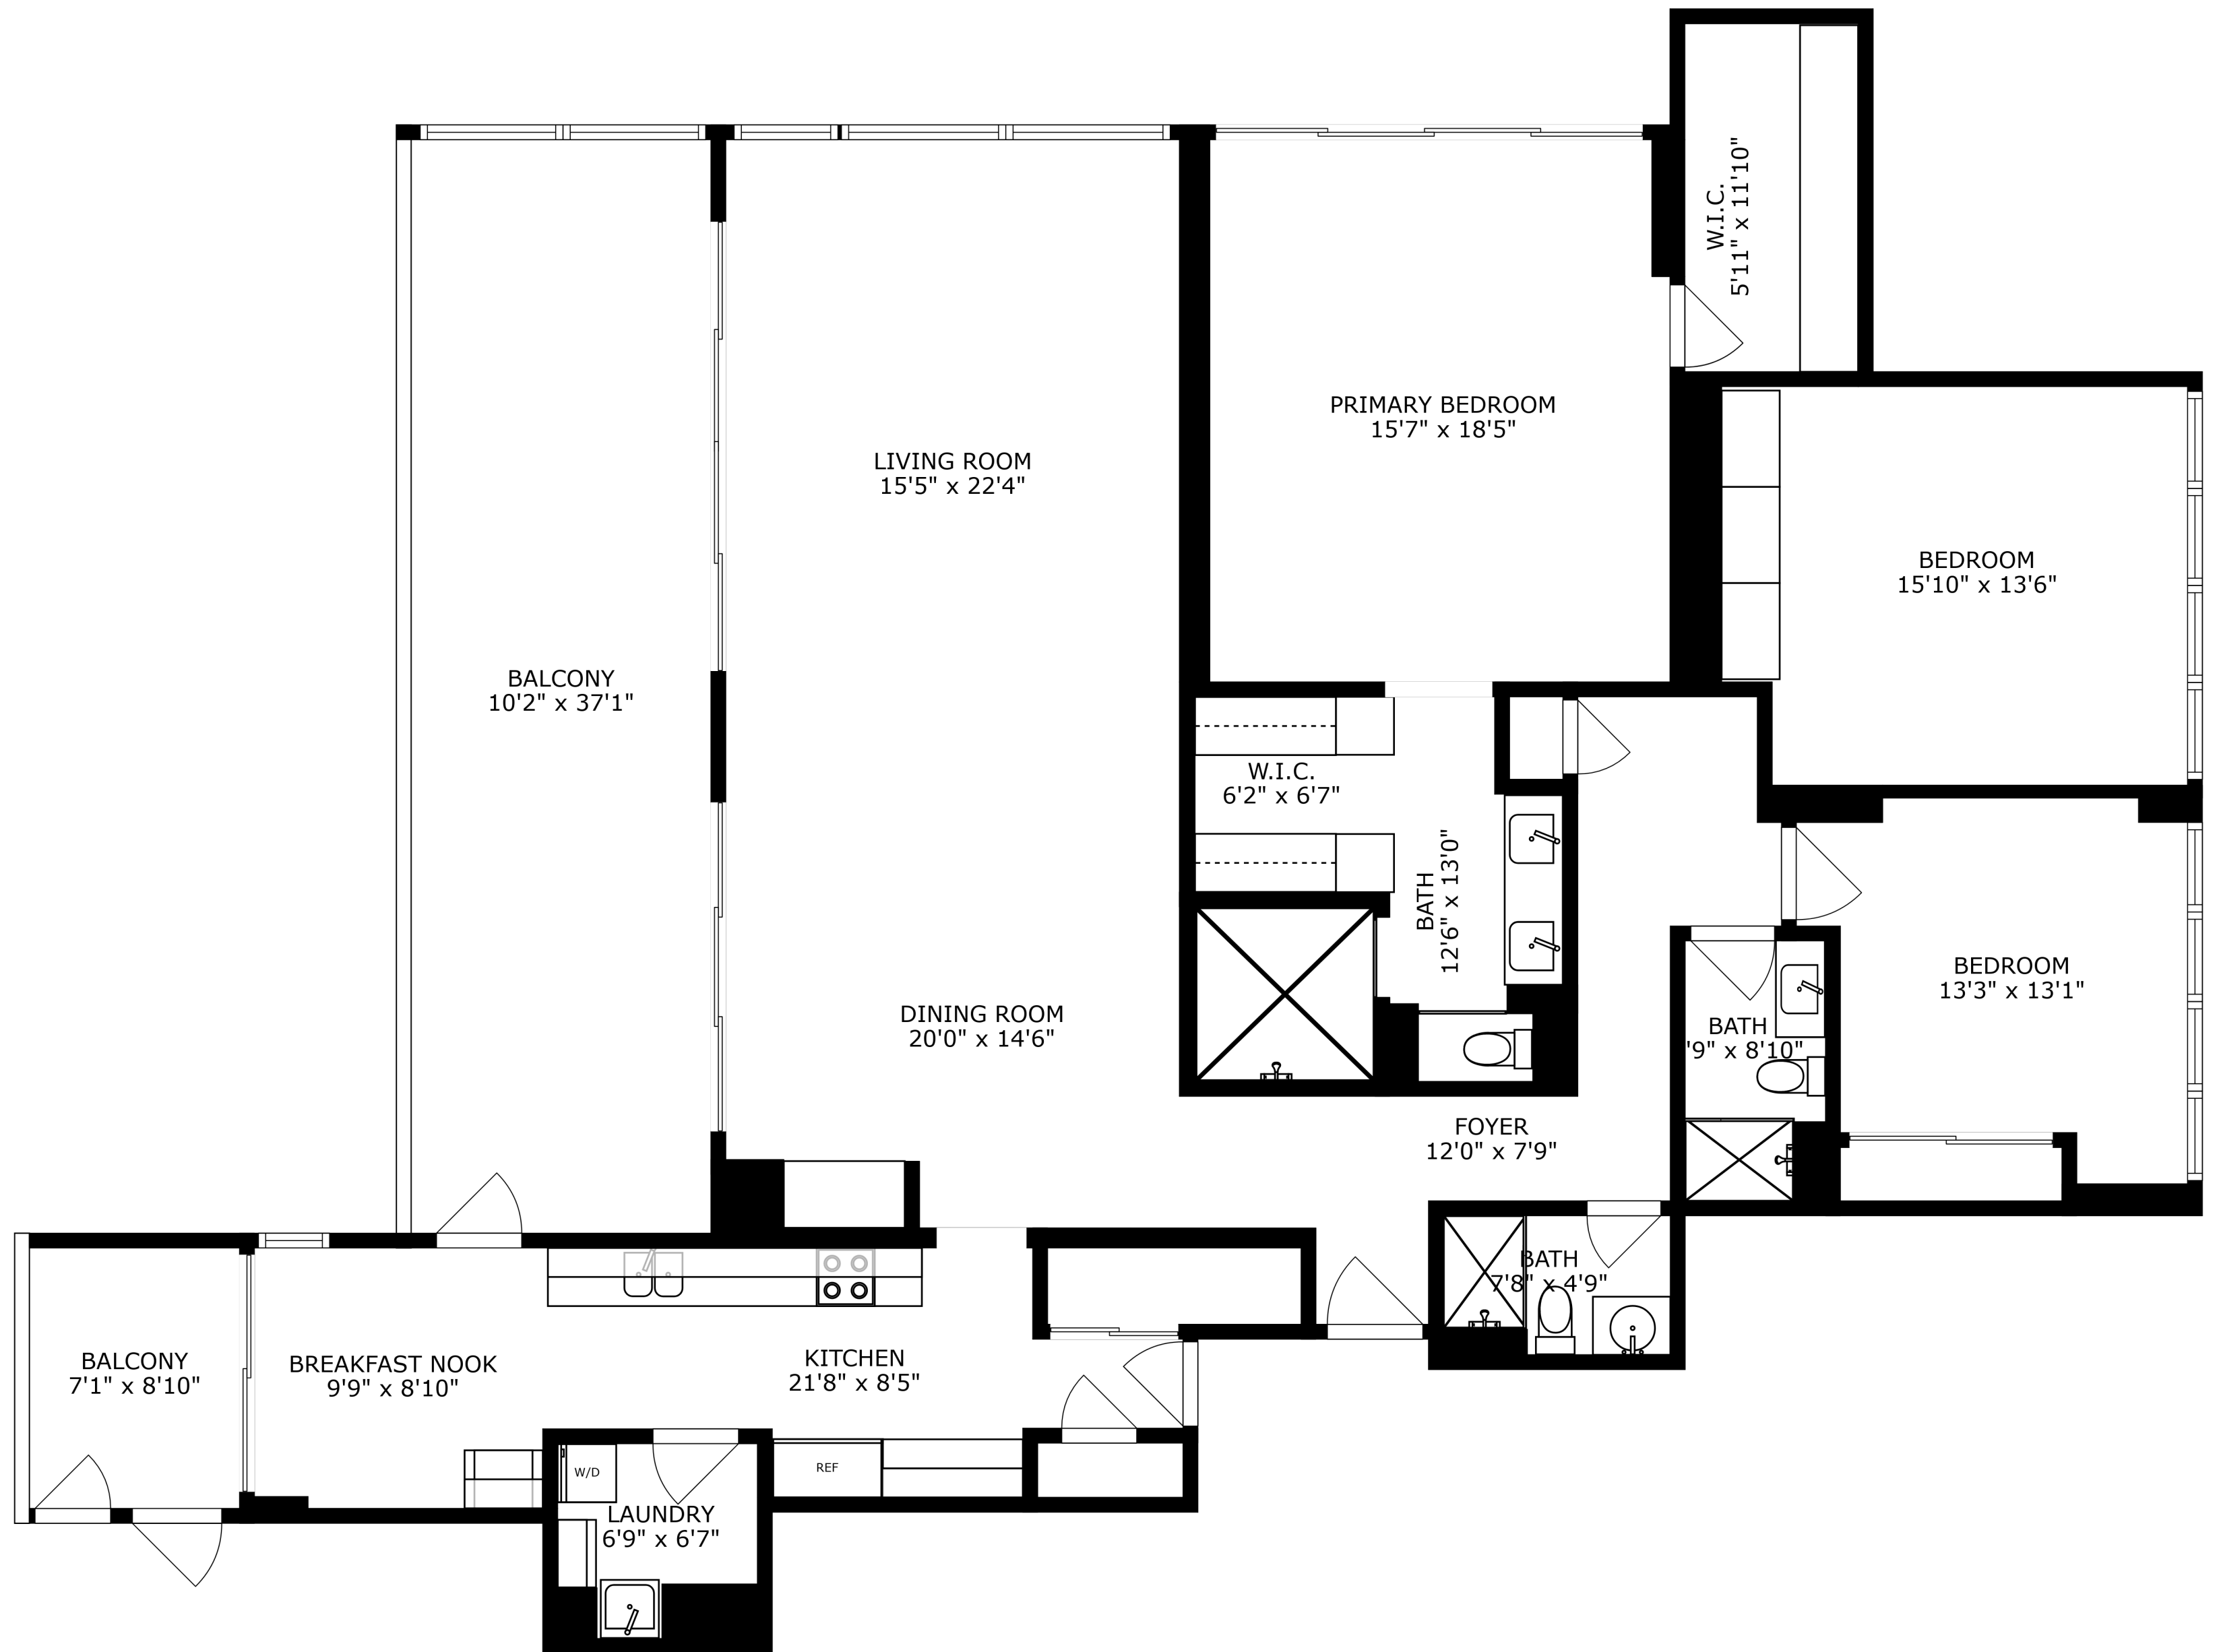 W.I.C.
5'11" x 11'10"
PRIMARY BEDROOM
15'7" x 18'5"
LIVING ROOM
15'5" x 22'4"
BEDROOM
15'10" x 13'6"
BALCONY
10'2" x 37'1"
W.I.C.
6'2" x 6'7"
BATH
12'6" x 13'0"
BEDROOM
13'3" x 13'1"
DINING ROOM
20'0" x 14'6"
BATH
'9" x 8'10"
FOYER
12'0" x 7'9"
BATH
7'8" x 4'9"
BALCONY
7'1" x 8'10"
BREAKFAST NOOK
9'9" x 8'10"
KITCHEN
21'8" x 8'5"
W/D
REF
LAUNDRY
6'9" x 6'7"